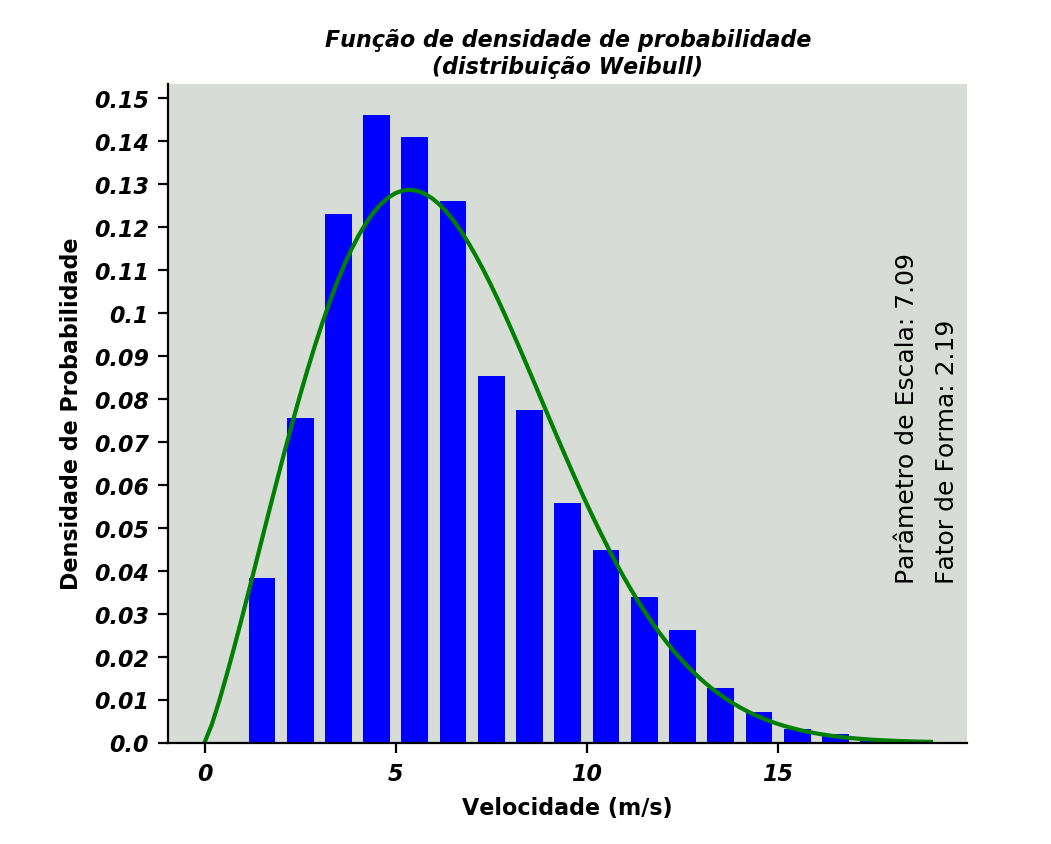 Função de densidade de probabilidade
(distribuição Weibull)
Densidade de Probabilidade
0.15
0.14
0.13
0.12
0.11
0.1
0.09
0.08
0.07
0.06
0.05
0.04
0.03
0.02
0.01
0.0
Parâmetro de Escala: 7.09
Fator de Forma: 2.19
0 5 10 15
Velocidade (m/s)